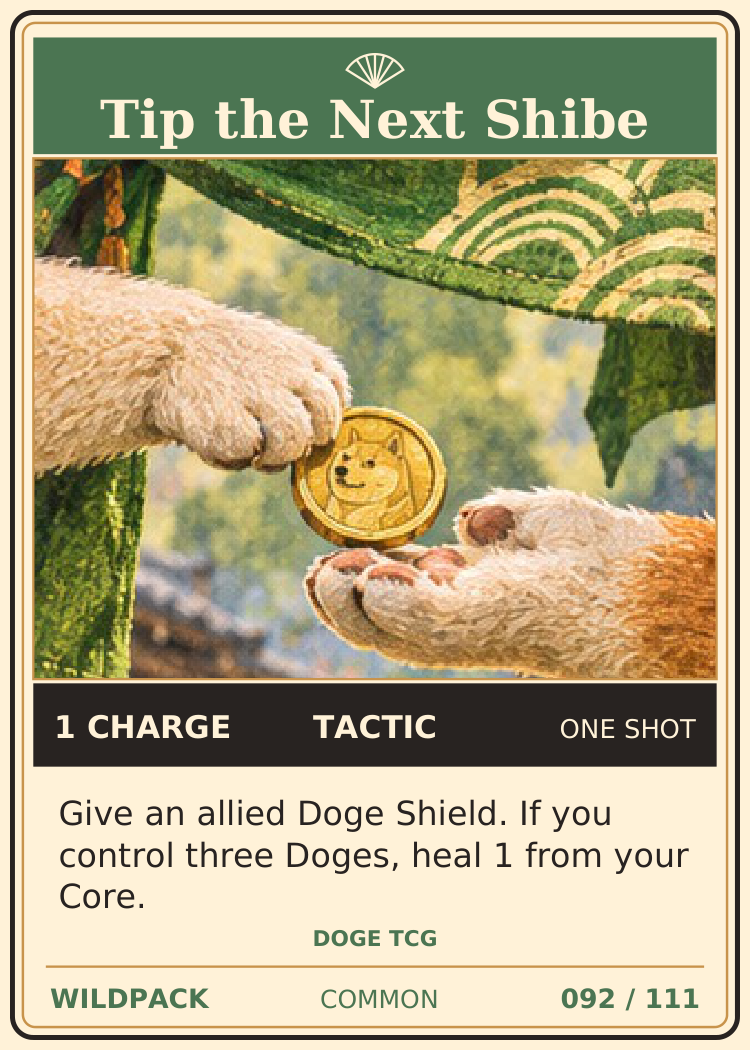 Tip the Next Shibe
1 CHARGE TACTIC ONE SHOT
Give an allied Doge Shield. If you
control three Doges, heal 1 from your
Core.
DOGE TCG
WILDPACK COMMON 092 / 111